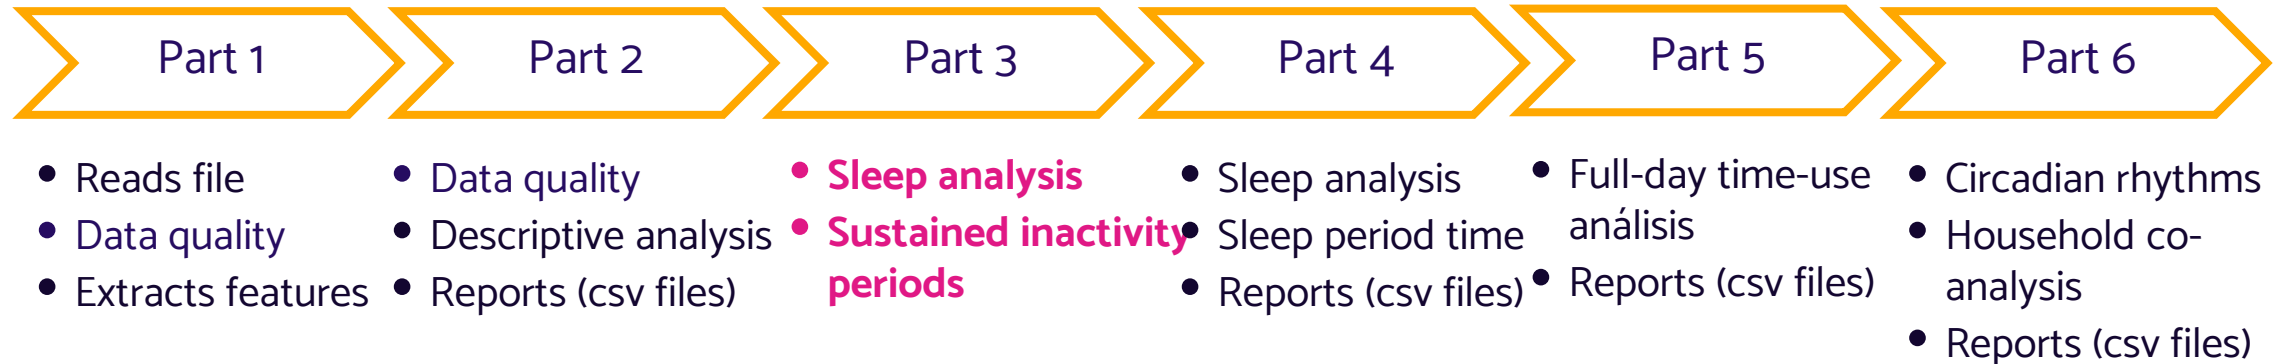 Part 1
Part 2
Part 3
Part 4
Part 5
Part 6
• Reads file
• Data quality
• Extracts features
• Data quality
• Descriptive analysis
• Reports (csv files)
• Sleep analysis
• Sustained inactivity
periods
• Sleep analysis
• Sleep period time
• Reports (csv files)
• Full-day time-use
análisis
• Reports (csv files)
• Circadian rhythms
• Household co-
analysis
• Reports (csv files)